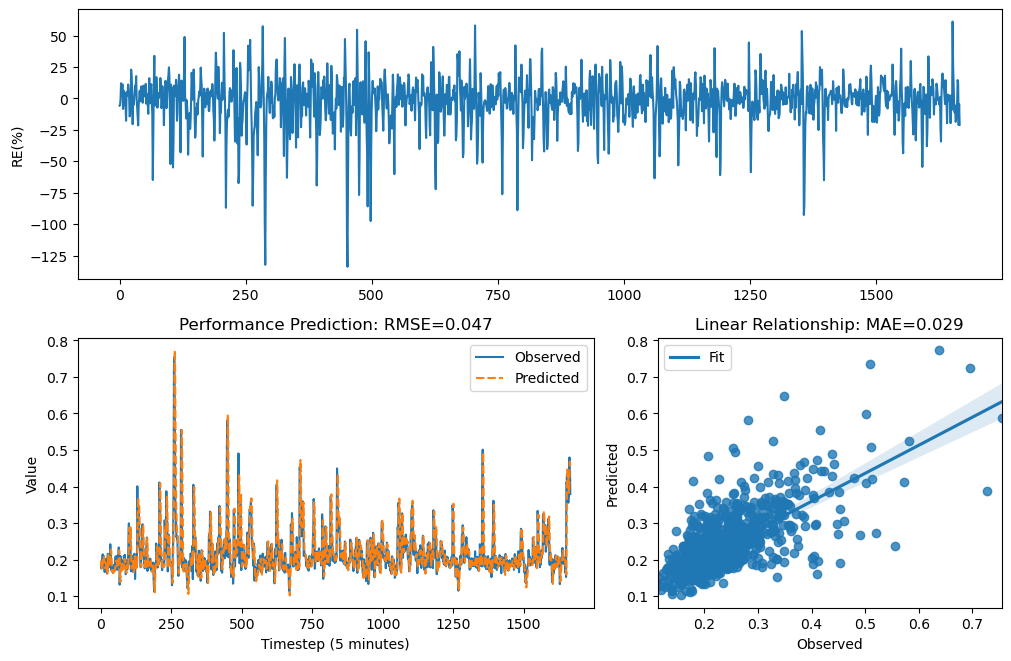 50
25
0
−25
−50
−75
−100
−125
RE(%)
0 250 500 750 1000 1250 1500
Performance Prediction: RMSE=0.047
Observed
Predicted
0.8
0.7
0.6
0.5
0.4
0.3
0.2
0.1
Value
0 250 500 750 1000 1250 1500
Timestep (5 minutes)
Linear Relationship: MAE=0.029
Fit
0.8
0.7
0.6
0.5
0.4
0.3
0.2
0.1
Predicted
0.2 0.3 0.4 0.5 0.6 0.7
Observed